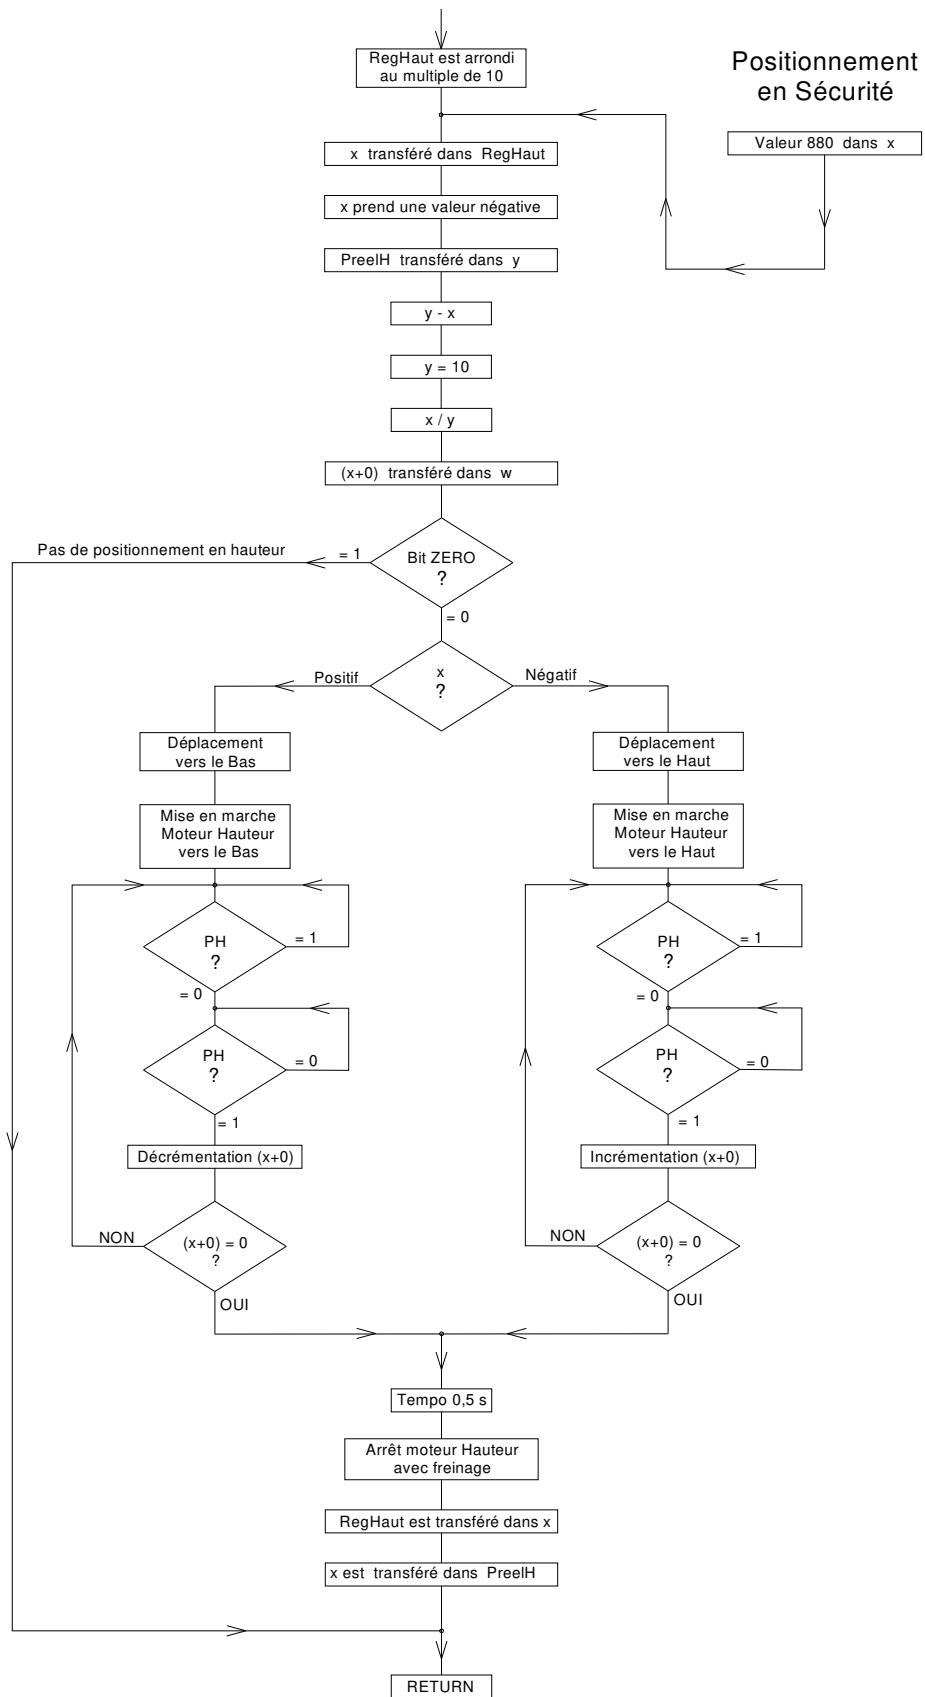 RegHaut est arrondi
au multiple de 10
Positionnement
en Sécurité
Valeur 880 dans x
x transféré dans RegHaut
x prend une valeur négative
PreelH transféré dans y
y - x
y = 10
x / y
(x+0) transféré dans w
Pas de positionnement en hauteur
= 1
Bit ZERO
?
= 0
Positif
x
?
Négatif
Déplacement
vers le Bas
Déplacement
vers le Haut
Mise en marche
Moteur Hauteur
vers le Bas
Mise en marche
Moteur Hauteur
vers le Haut
PH
?
= 1
= 0
PH
?
= 1
= 0
PH
?
= 0
= 1
PH
?
= 0
= 1
Décrémentation (x+0)
Incrémentation (x+0)
NON
(x+0) = 0
?
OUI
NON
(x+0) = 0
?
OUI
Tempo 0,5 s
Arrêt moteur Hauteur
avec freinage
RegHaut est transféré dans x
x est transféré dans PreelH
RETURN